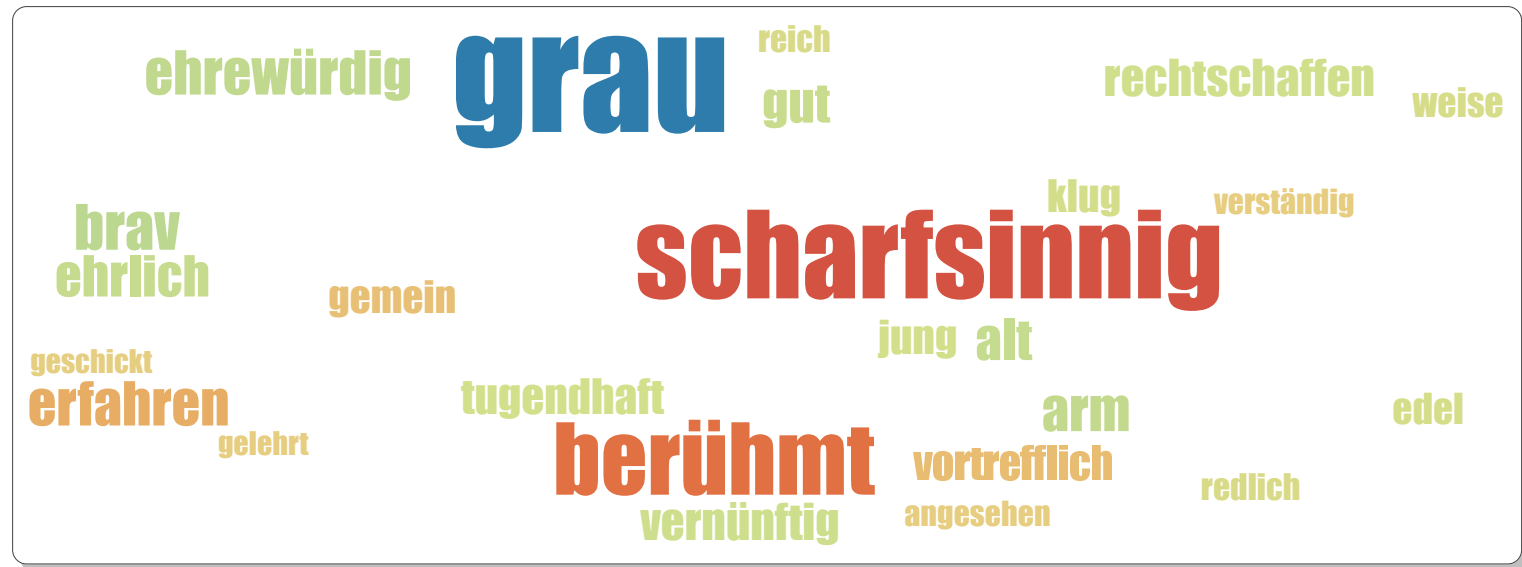 reich
ehrewürdig
grau
rechtschaffen
gut
weise
klug
verständig
brav
scharfsinnig
ehrlich
gemein
jung
alt
geschickt
erfahren
tugendhaft
arm
edel
gelehrt
berühmt
vortrefflich
redlich
angesehen
vernünftig